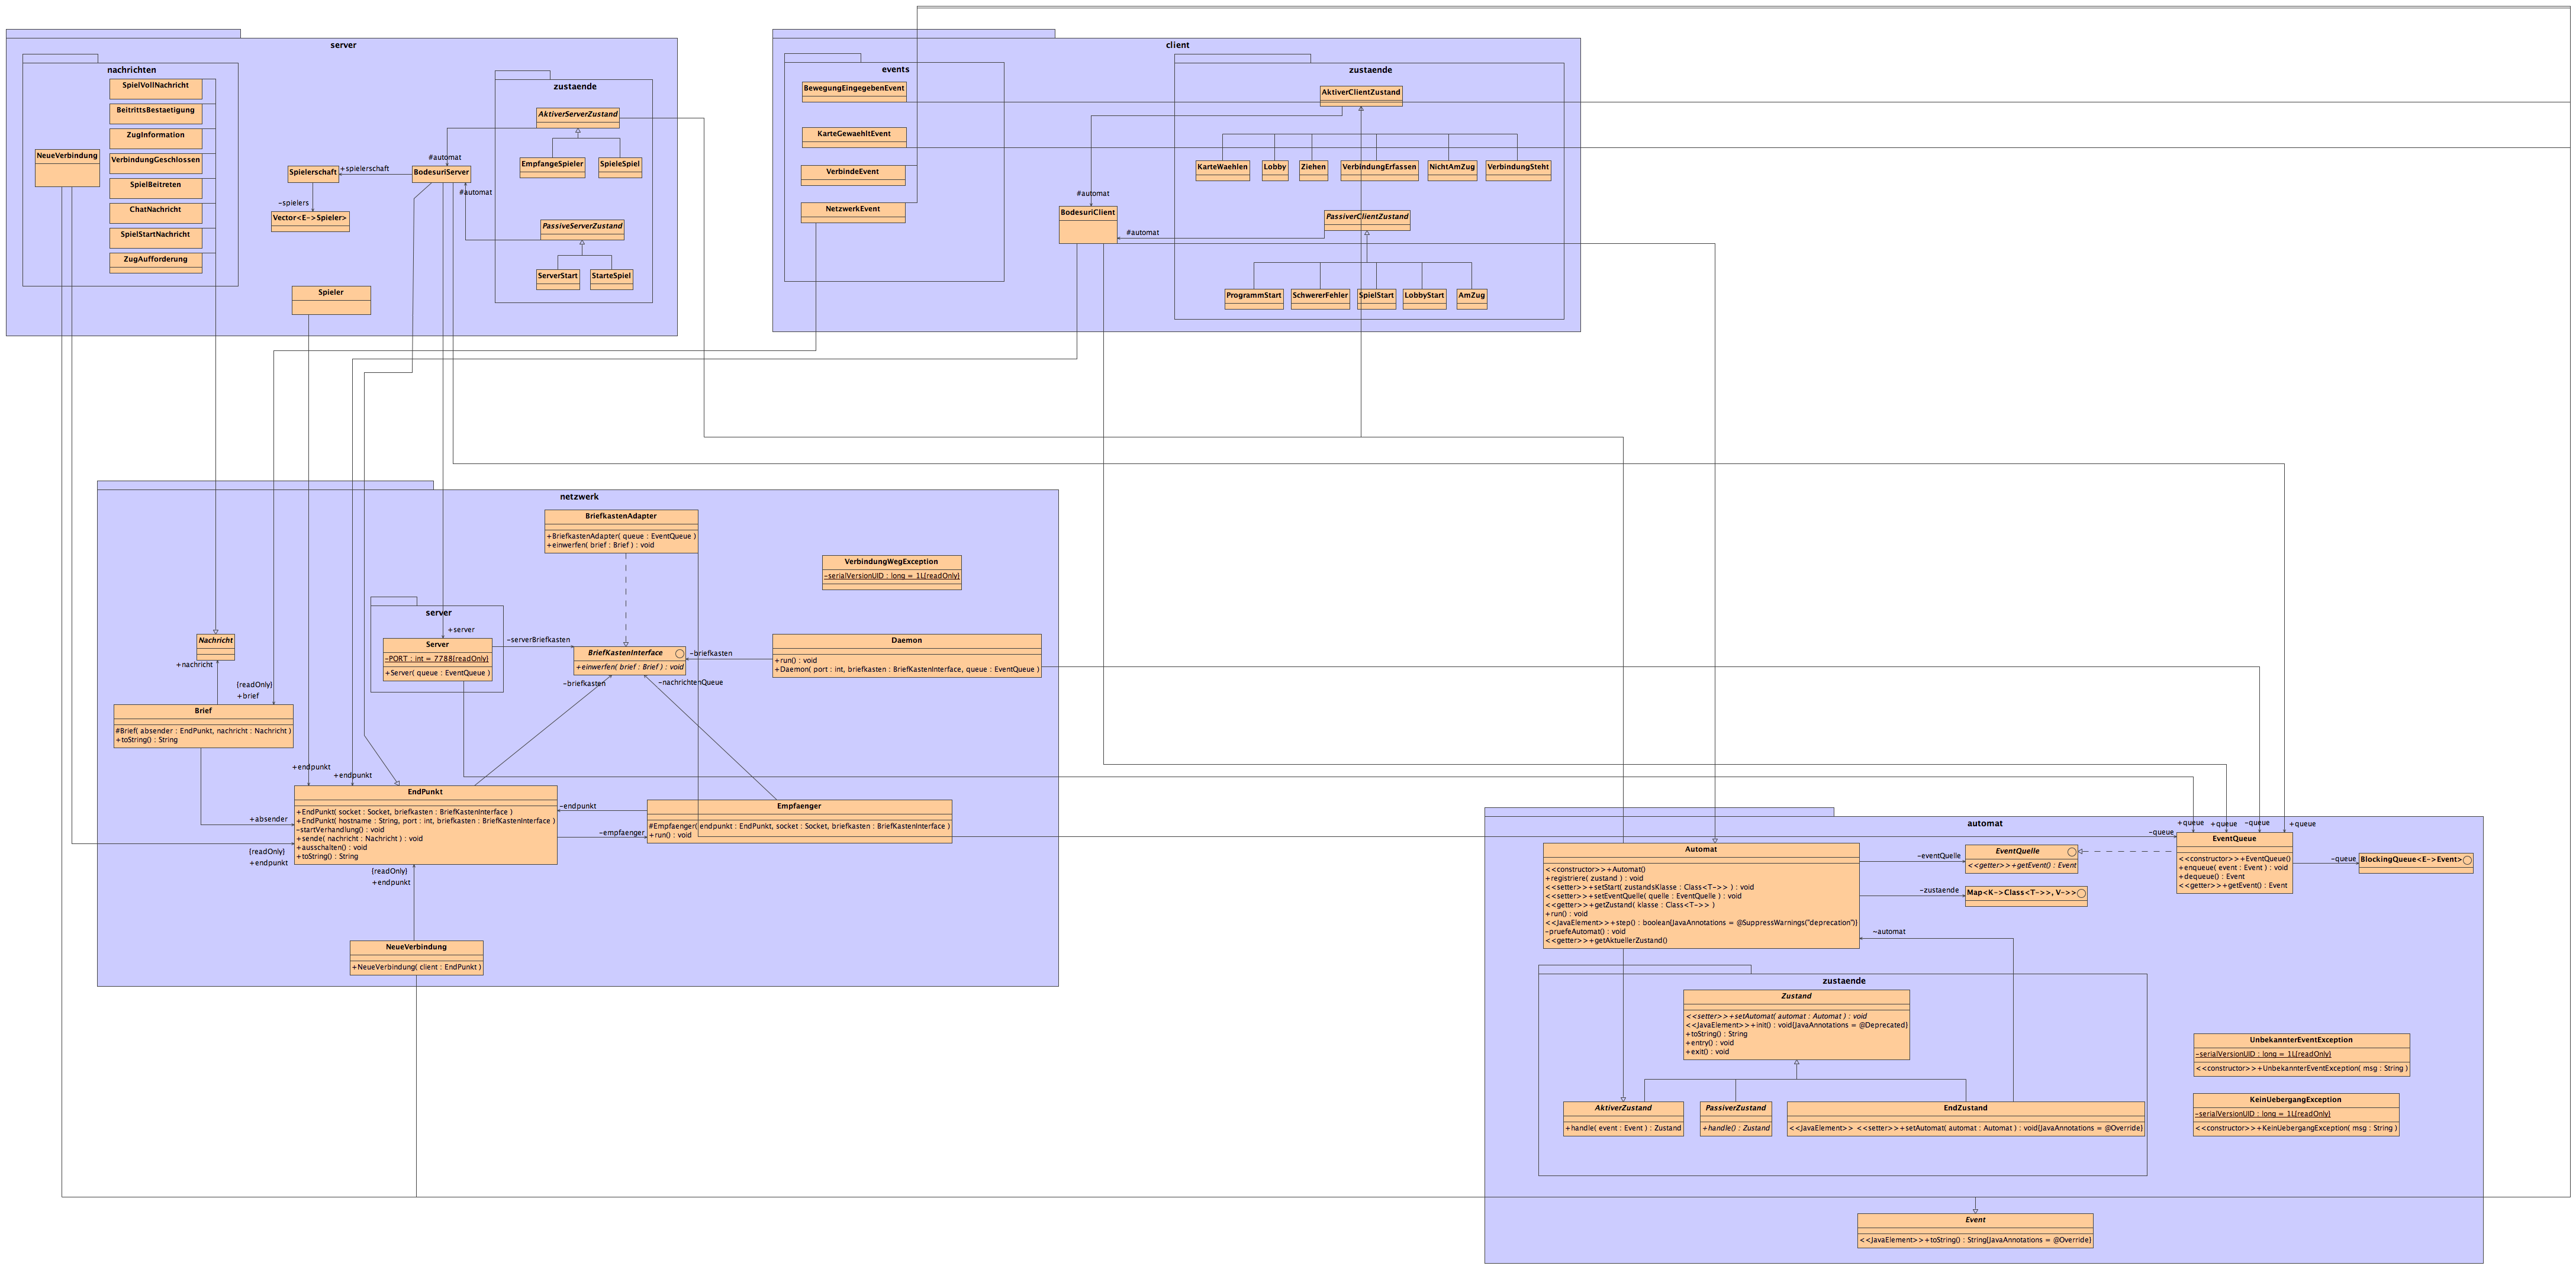 server
nachrichten
SpielVollNachricht
BeitrittsBestaetigung
ZugInformation
NeueVerbindung
VerbindungGeschlossen
SpielBeitreten
ChatNachricht
SpielStartNachricht
ZugAufforderung
Spielerschaft
+spielerschaft
BodesuriServer
#automat
#automat
-spielers
Vector<E->Spieler>
Spieler
zustaende
AktiverServerZustand
EmpfangeSpieler
SpieleSpiel
PassiveServerZustand
ServerStart
StarteSpiel
client
events
BewegungEingegebenEvent
KarteGewaehltEvent
VerbindeEvent
NetzwerkEvent
BodesuriClient
#automat
#automat
zustaende
AktiverClientZustand
KarteWaehlen
Lobby
Ziehen
VerbindungErfassen
NichtAmZug
VerbindungSteht
PassiverClientZustand
ProgrammStart
SchwererFehler
SpielStart
LobbyStart
AmZug
netzwerk
BriefkastenAdapter
+BriefkastenAdapter( queue : EventQueue )
+einwerfen( brief : Brief ) : void
VerbindungWegException
-serialVersionUID : long = 1L{readOnly}
server
+server
Server
-PORT : int = 7788{readOnly}
+Server( queue : EventQueue )
-serverBriefkasten
BriefKastenInterface
+einwerfen( brief : Brief ) : void
-briefkasten
Daemon
+run() : void
+Daemon( port : int, briefkasten : BriefKastenInterface, queue : EventQueue )
-briefkasten
-nachrichtenQueue
Nachricht
+nachricht
{readOnly}
+brief
Brief
#Brief( absender : EndPunkt, nachricht : Nachricht )
+toString() : String
+endpunkt
+endpunkt
EndPunkt
+EndPunkt( socket : Socket, briefkasten : BriefKastenInterface )
+EndPunkt( hostname : String, port : int, briefkasten : BriefKastenInterface )
-startVerhandlung() : void
+sende( nachricht : Nachricht ) : void
+ausschalten() : void
+toString() : String
+absender
{readOnly}
+endpunkt
{readOnly}
+endpunkt
-endpunkt
-empfaenger
Empfaenger
#Empfaenger( endpunkt : EndPunkt, socket : Socket, briefkasten : BriefKastenInterface )
+run() : void
NeueVerbindung
+NeueVerbindung( client : EndPunkt )
automat
+queue
+queue
-queue
+queue
-queue
Automat
<<constructor>>+Automat()
+registriere( zustand ) : void
<<setter>>+setStart( zustandsKlasse : Class<T->> ) : void
<<setter>>+setEventQuelle( quelle : EventQuelle ) : void
<<getter>>+getZustand( klasse : Class<T->> )
+run() : void
<<JavaElement>>+step() : boolean{JavaAnnotations = @SuppressWarnings("deprecation")}
-pruefeAutomat() : void
<<getter>>+getAktuellerZustand()
-eventQuelle
EventQuelle
<<getter>>+getEvent() : Event
-zustaende
Map<K->Class<T->>, V->>
EventQueue
<<constructor>>+EventQueue()
+enqueue( event : Event ) : void
+dequeue() : Event
<<getter>>+getEvent() : Event
-queue
BlockingQueue<E->Event>
~automat
zustaende
Zustand
<<setter>>+setAutomat( automat : Automat ) : void
<<JavaElement>>+init() : void{JavaAnnotations = @Deprecated}
+toString() : String
+entry() : void
+exit() : void
AktiverZustand
+handle( event : Event ) : Zustand
PassiverZustand
+handle() : Zustand
EndZustand
<<JavaElement>> <<setter>>+setAutomat( automat : Automat ) : void{JavaAnnotations = @Override}
UnbekannterEventException
-serialVersionUID : long = 1L{readOnly}
<<constructor>>+UnbekannterEventException( msg : String )
KeinUebergangException
-serialVersionUID : long = 1L{readOnly}
<<constructor>>+KeinUebergangException( msg : String )
Event
<<JavaElement>>+toString() : String{JavaAnnotations = @Override}